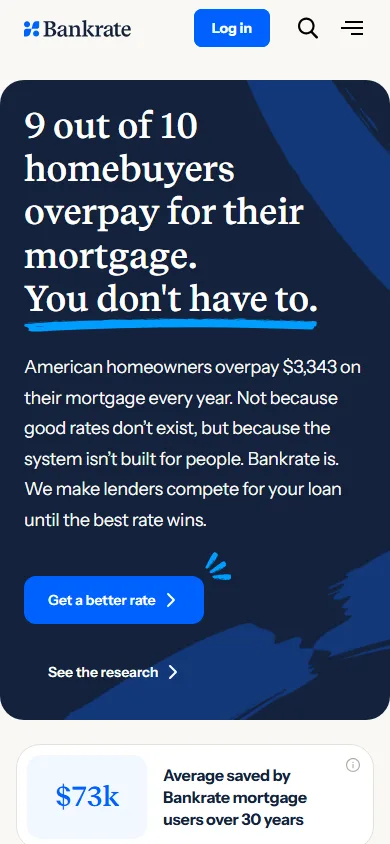 Bankrate
Log in
9 out of 10
homebuyers
overpay for their
mortgage.
You don't have to.
American homeowners overpay $3,343 on
their mortgage every year. Not because
good rates don’t exist, but because the
system isn’t built for people. Bankrate is.
We make lenders compete for your loan
until the best rate wins.
Get a better rate
See the research
$73k
Average saved by
Bankrate mortgage
users over 30 years